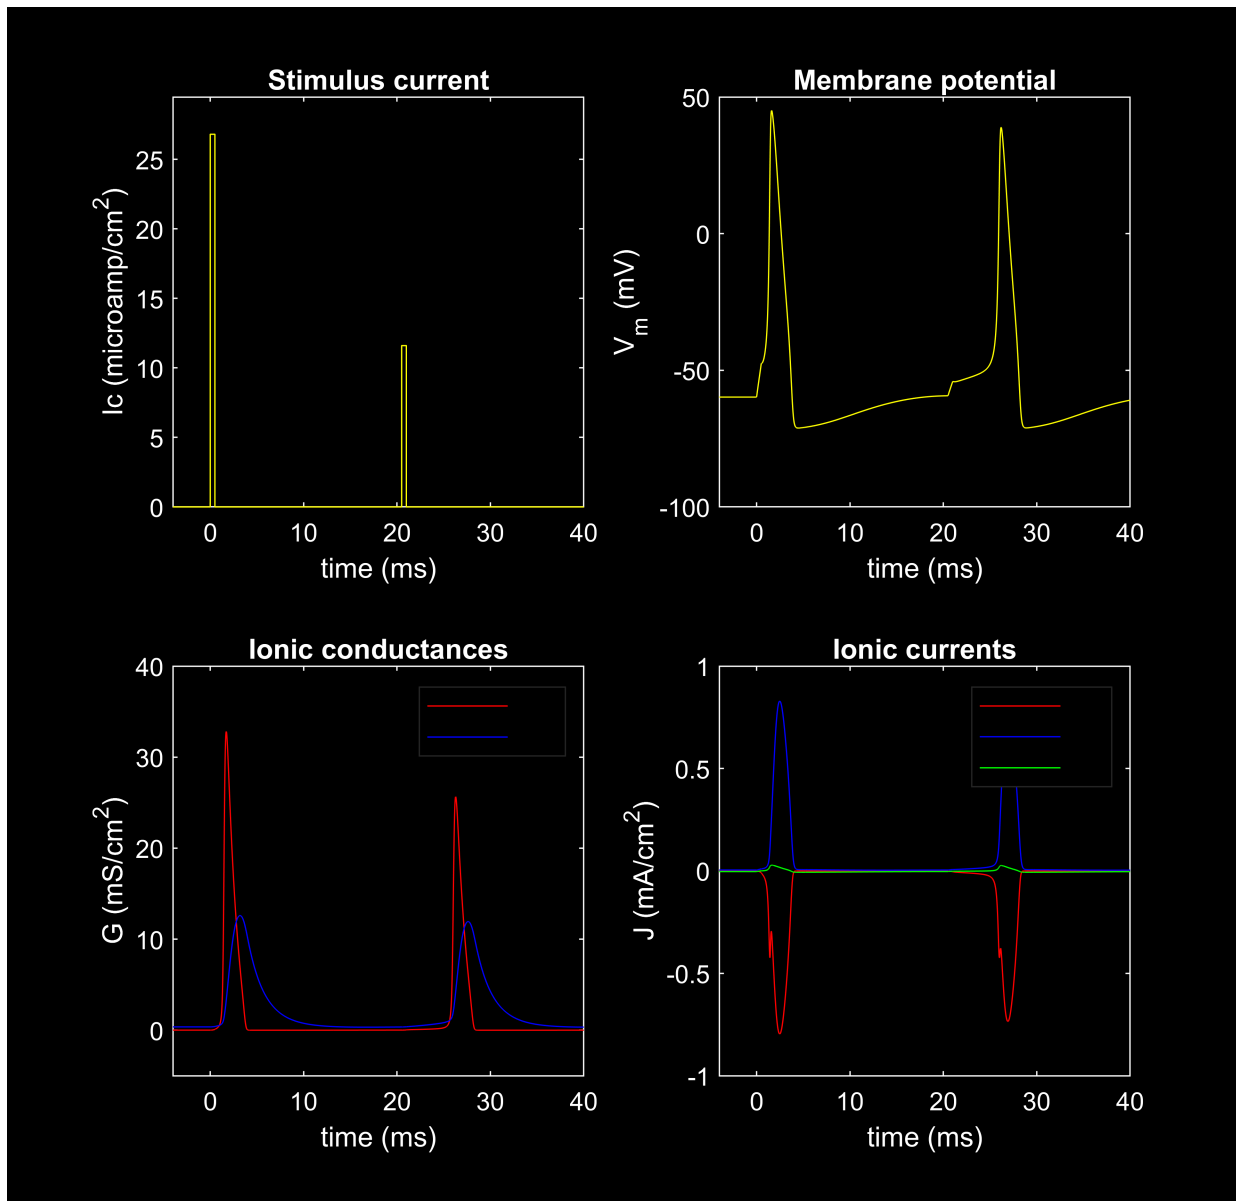 Stimulus current
Ic (microamp/cm²)
25
20
15
10
5
0
0 10 20 30 40
time (ms)
Membrane potential
Vₘ (mV)
50
0
-50
-100
0 10 20 30 40
time (ms)
Ionic conductances
G (mS/cm²)
40
30
20
10
0
0 10 20 30 40
time (ms)
Ionic currents
J (mA/cm²)
1
0.5
0
-0.5
-1
0 10 20 30 40
time (ms)